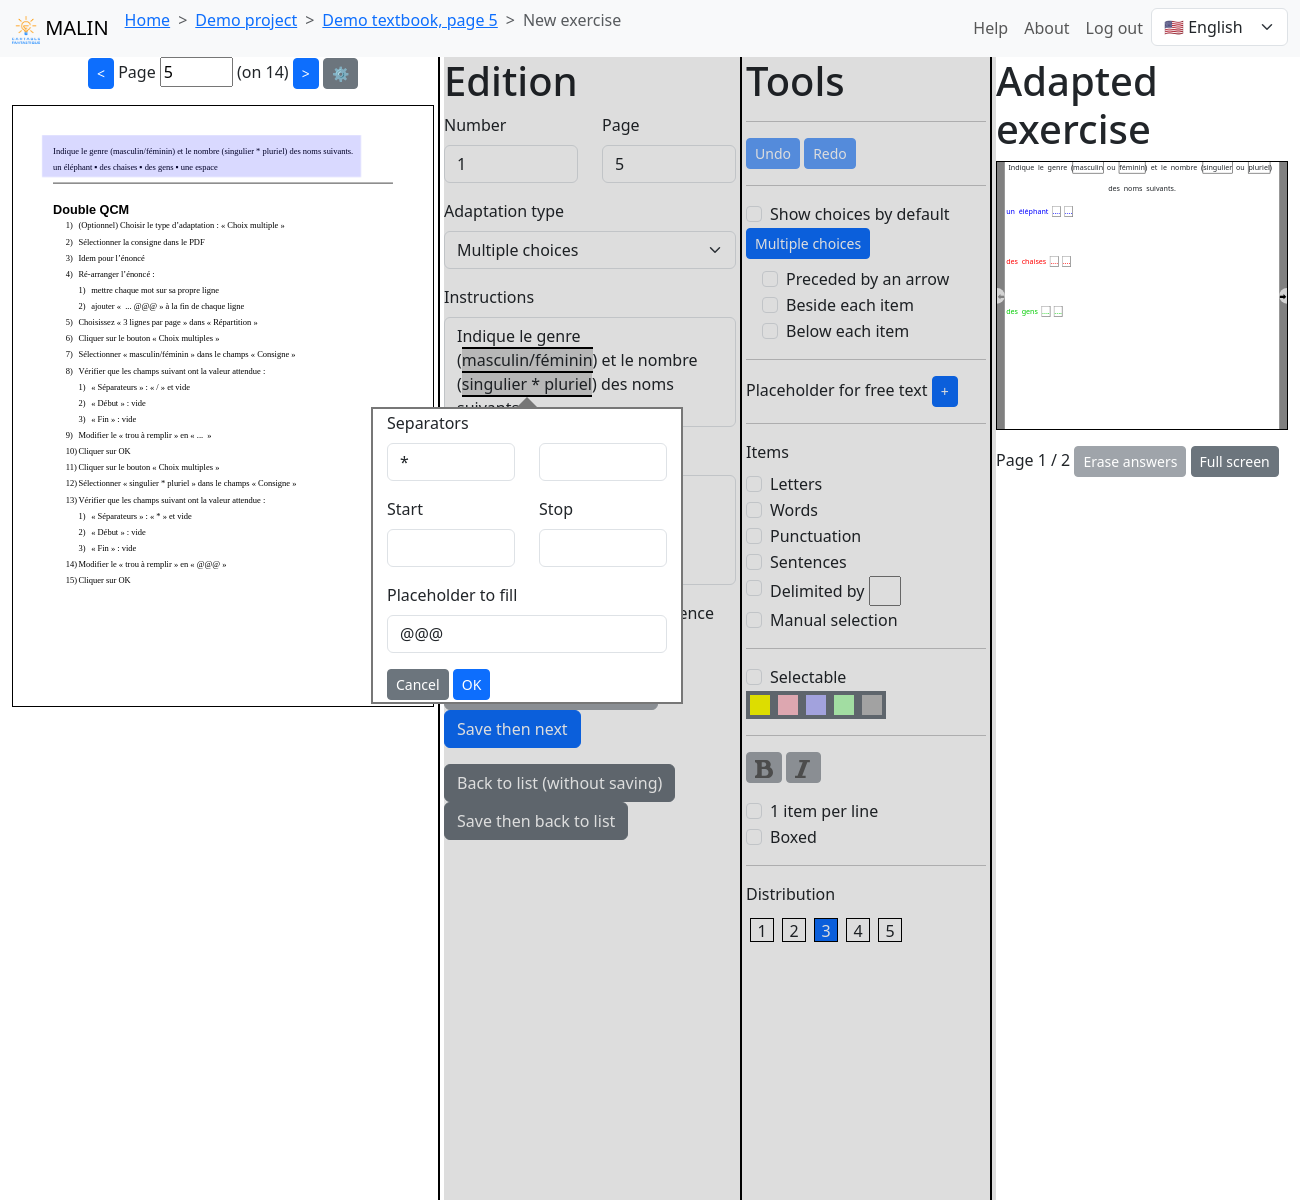 MALIN
Home > Demo project > Demo textbook, page 5 > New exercise
Help About Log out 🇺🇸 English
< Page 5 (on 14) > ⚙️
Indique le genre (masculin/féminin) et le nombre (singulier * pluriel) des noms suivants.
un éléphant • des chaises • des gens • une espace
Double QCM
1) (Optionnel) Choisir le type d’adaptation : « Choix multiple »
2) Sélectionner la consigne dans le PDF
3) Idem pour l’énoncé
4) Ré-arranger l’énoncé :
1) mettre chaque mot sur sa propre ligne
2) ajouter « ... @@@ » à la fin de chaque ligne
5) Choisissez « 3 lignes par page » dans « Répartition »
6) Cliquer sur le bouton « Choix multiples »
7) Sélectionner « masculin/féminin » dans le champs « Consigne »
8) Vérifier que les champs suivant ont la valeur attendue :
1) « Séparateurs » : « / » et vide
2) « Début » : vide
3) « Fin » : vide
9) Modifier le « trou à remplir » en « ... »
10) Cliquer sur OK
11) Cliquer sur le bouton « Choix multiples »
12) Sélectionner « singulier * pluriel » dans le champs « Consigne »
13) Vérifier que les champs suivant ont la valeur attendue :
1) « Séparateurs » : « * » et vide
2) « Début » : vide
3) « Fin » : vide
14) Modifier le « trou à remplir » en « @@@ »
15) Cliquer sur OK
Edition
Number Page
1 5
Adaptation type
Multiple choices
Instructions
Indique le genre
(masculin/féminin) et le nombre
(singulier * pluriel) des noms
suivants
Separators
*
Start Stop
Placeholder to fill
@@@
Cancel OK
ence
Save then next
Back to list (without saving)
Save then back to list
Tools
Undo Redo
Show choices by default
Multiple choices
Preceded by an arrow
Beside each item
Below each item
Placeholder for free text +
Items
Letters
Words
Punctuation
Sentences
Delimited by
Manual selection
Selectable
B I
1 item per line
Boxed
Distribution
1 2 3 4 5
Adapted
exercise
Indique le genre (masculin ou féminin) et le nombre (singulier ou pluriel)
des noms suivants.
un éléphant ... ...
des chaises ... ...
des gens ... ...
Page 1 / 2 Erase answers Full screen